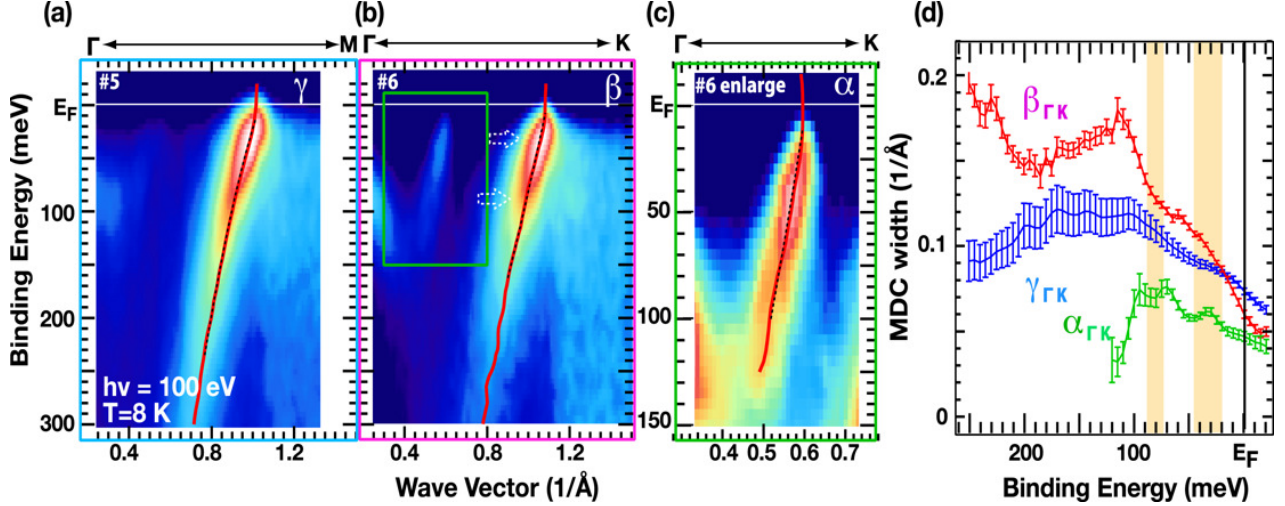 (a)
Γ M
#5 γ
E_F
100
200
300
Binding Energy (meV)
hν = 100 eV
T=8 K
0.4 0.8 1.2
(b)
Γ K
#6 β
0.4 0.8 1.2
Wave Vector (1/Å)
(c)
Γ K
#6 enlarge α
E_F
50
100
150
0.5 0.6 0.7
(d)
0.2
0.1
0
MDC width (1/Å)
β_ΓK
γ_ΓK
α_ΓK
200 100 E_F
Binding Energy (meV)